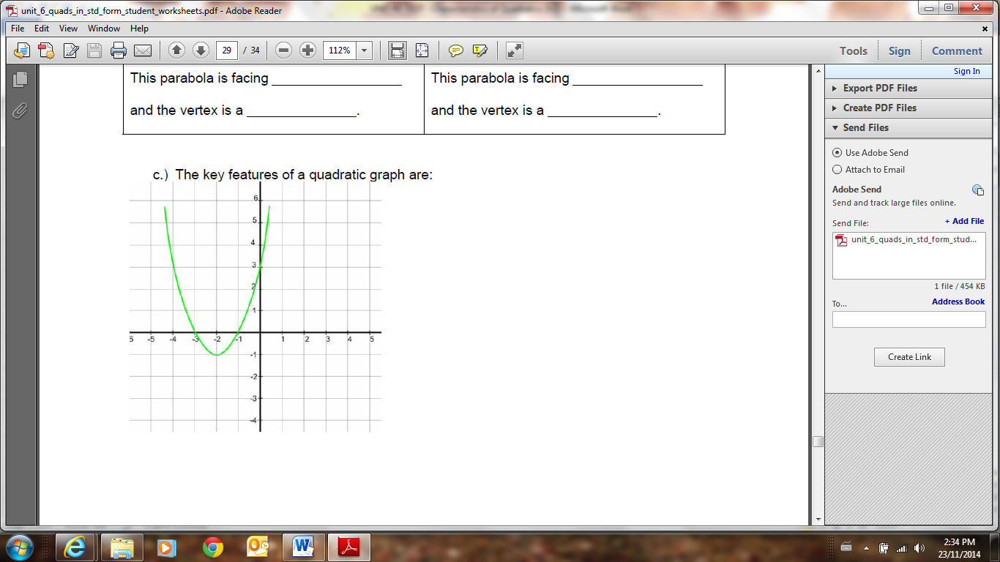 unit_6_quads_in_std_form_student_worksheets.pdf - Adobe Reader
File Edit View Window Help
29 / 34 112% Tools Sign Comment
Sign In
Export PDF Files
Create PDF Files
Send Files
Use Adobe Send
Attach to Email
Adobe Send
Send and track large files online.
Send File: + Add File
unit_6_quads_in_std_form_stud...
1 file / 454 KB
To... Address Book
Create Link
This parabola is facing __________________
and the vertex is a _______________.
This parabola is facing __________________
and the vertex is a _______________.
c.) The key features of a quadratic graph are:
6
5
4
3
2
1
-5 -4 -3 -2 -1 1 2 3 4 5
-1
-2
-3
-4
2:34 PM
23/11/2014